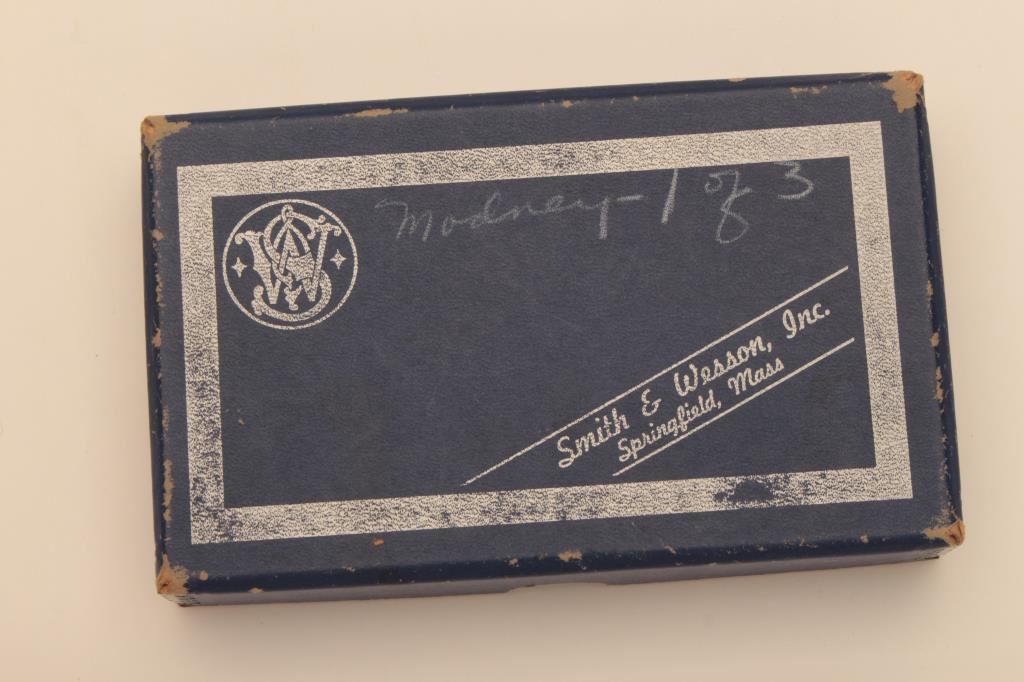 Modney - 1 of 3
Smith & Wesson, Inc.
Springfield, Mass